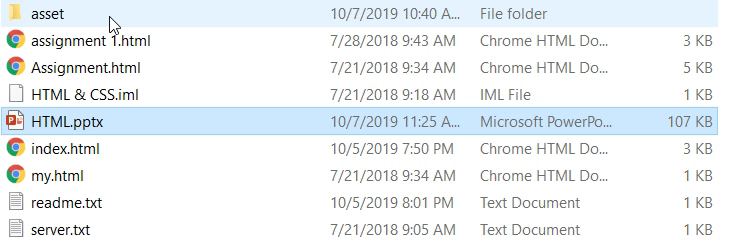 asset 10/7/2019 10:40 A... File folder
assignment 1.html 7/28/2018 9:43 AM Chrome HTML Do... 3 KB
Assignment.html 7/21/2018 9:34 AM Chrome HTML Do... 5 KB
HTML & CSS.iml 7/21/2018 9:18 AM IML File 1 KB
HTML.pptx 10/7/2019 11:25 A... Microsoft PowerPo... 107 KB
index.html 10/5/2019 7:50 PM Chrome HTML Do... 3 KB
my.html 7/21/2018 9:34 AM Chrome HTML Do... 1 KB
readme.txt 10/5/2019 8:01 PM Text Document 1 KB
server.txt 7/21/2018 9:05 AM Text Document 1 KB